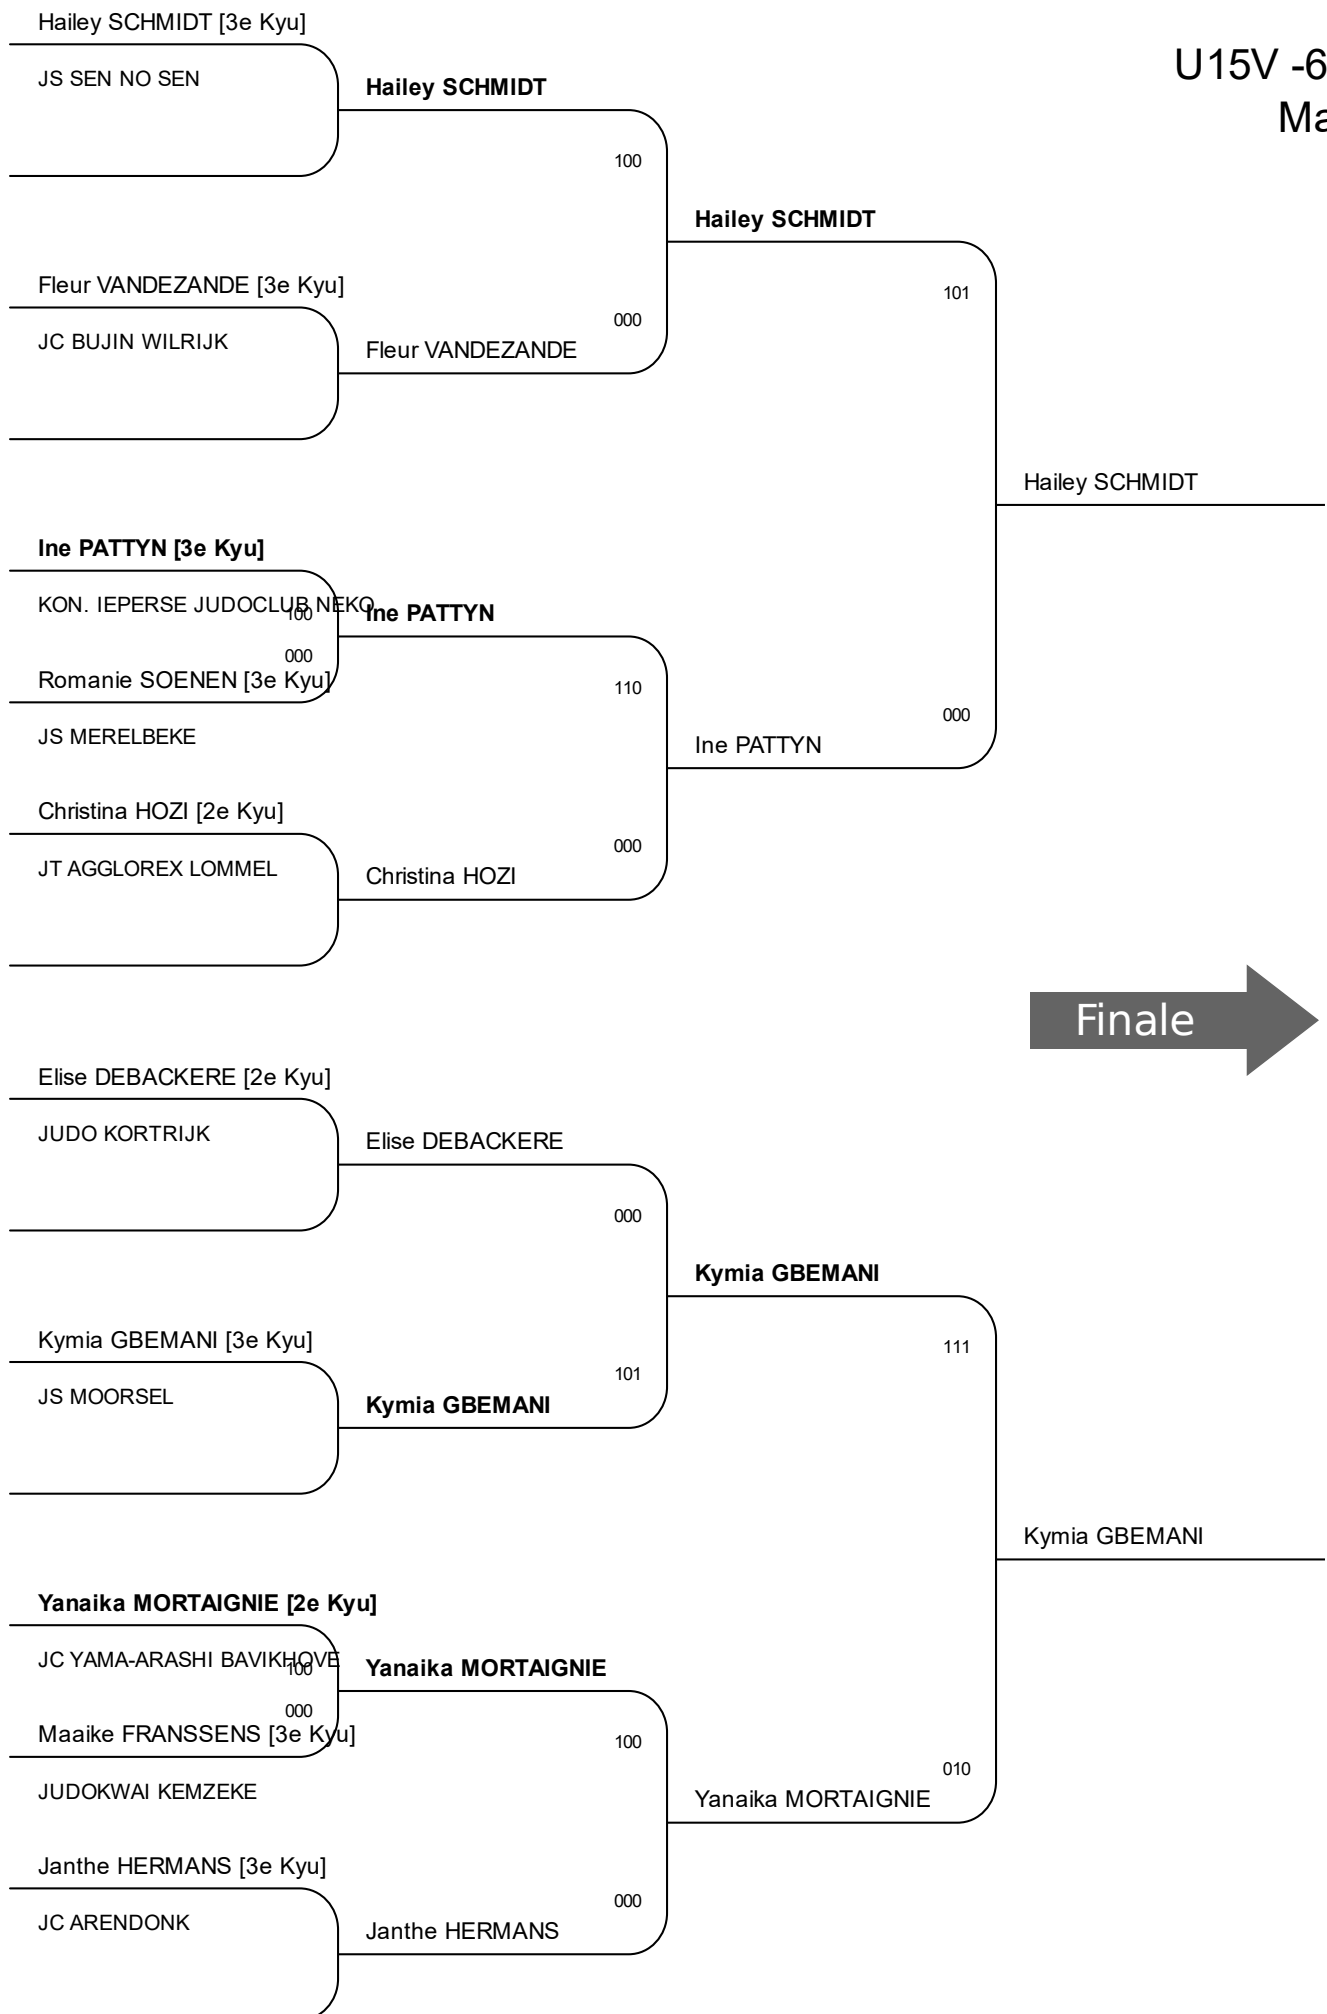 Hailey SCHMIDT [3e Kyu]
U15V -6
JS SEN NO SEN
Hailey SCHMIDT
Ma
100
Hailey SCHMIDT
Fleur VANDEZANDE [3e Kyu]
101
000
JC BUJIN WILRIJK
Fleur VANDEZANDE
Hailey SCHMIDT
Ine PATTYN [3e Kyu]
KON. IEPERSE JUDOCLUB NEKO
100
Ine PATTYN
000
Romanie SOENEN [3e Kyu]
110
000
JS MERELBEKE
Ine PATTYN
Christina HOZI [2e Kyu]
000
JT AGGLOREX LOMMEL
Christina HOZI
Finale
Elise DEBACKERE [2e Kyu]
JUDO KORTRIJK
Elise DEBACKERE
000
Kymia GBEMANI
Kymia GBEMANI [3e Kyu]
111
101
JS MOORSEL
Kymia GBEMANI
Kymia GBEMANI
Yanaika MORTAIGNIE [2e Kyu]
JC YAMA-ARASHI BAVIKHOVE
100
Yanaika MORTAIGNIE
000
Maaike FRANSSENS [3e Kyu]
100
010
JUDOKWAI KEMZEKE
Yanaika MORTAIGNIE
Janthe HERMANS [3e Kyu]
000
JC ARENDONK
Janthe HERMANS